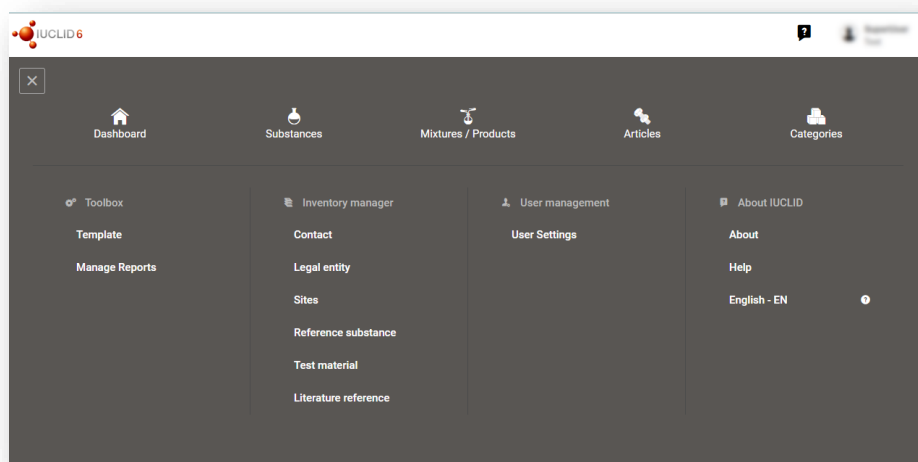 IUCLID 6
Dashboard
Substances
Mixtures / Products
Articles
Categories
Toolbox
Template
Manage Reports
Inventory manager
Contact
Legal entity
Sites
Reference substance
Test material
Literature reference
User management
User Settings
About IUCLID
About
Help
English - EN